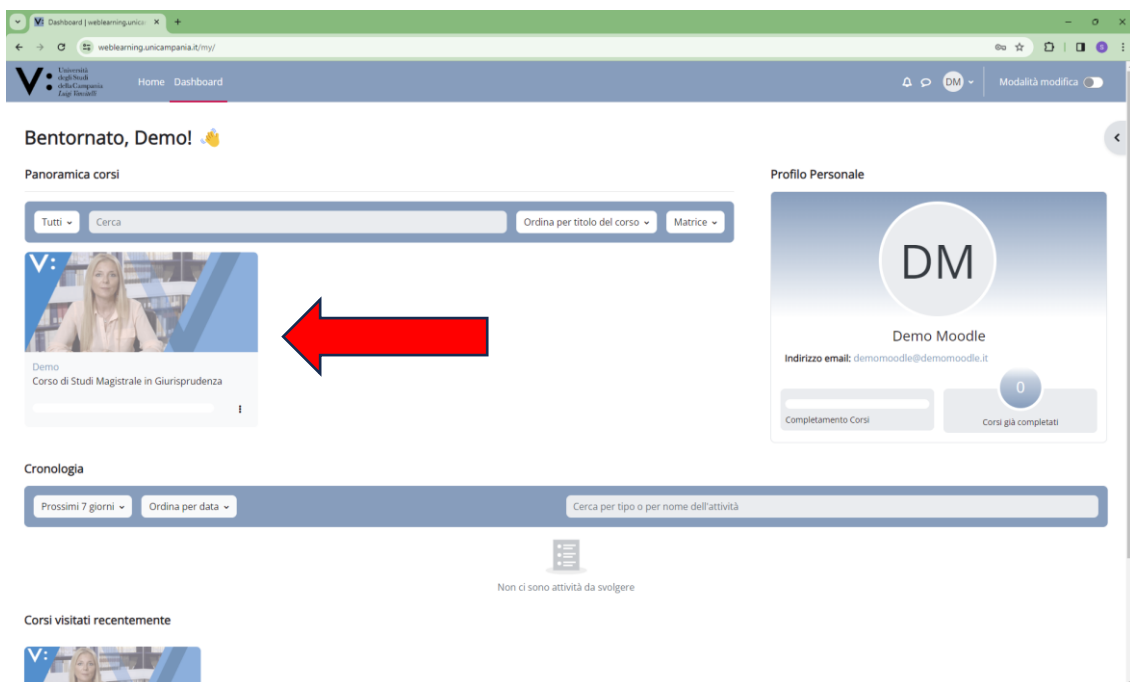 Dashboard | weblearning.unica
weblearning.unicampania.it/my/
V:
Università
degli Studi
della Campania
Luigi Vanvitelli
Home Dashboard
DM
Modalità modifica
Bentornato, Demo! 👋
Panoramica corsi
Tutti
Cerca
Ordina per titolo del corso
Matrice
V:
Demo
Corso di Studi Magistrale in Giurisprudenza
Profilo Personale
DM
Demo Moodle
Indirizzo email: demomoodle@demomoodle.it
Completamento Corsi
0
Corsi già completati
Cronologia
Prossimi 7 giorni
Ordina per data
Cerca per tipo o per nome dell'attività
Non ci sono attività da svolgere
Corsi visitati recentemente
V: